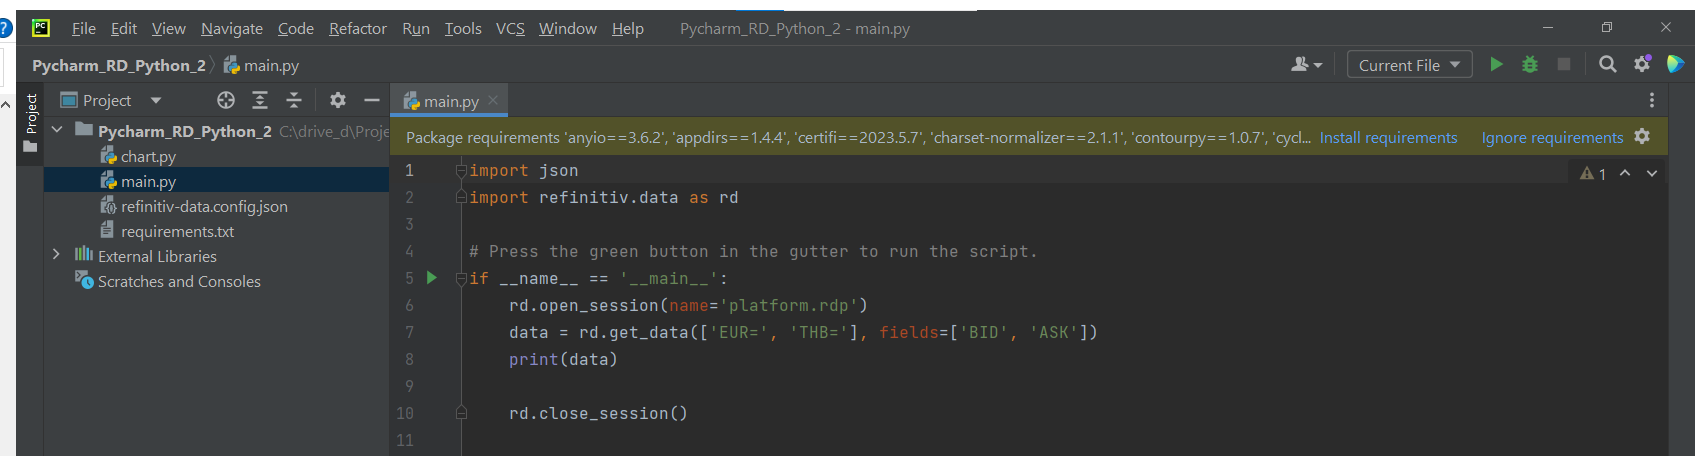 ?
PC
File Edit View Navigate Code Refactor Run Tools VCS Window Help Pycharm_RD_Python_2 - main.py
Pycharm_RD_Python_2 main.py Current File
Project
Project
main.py
Pycharm_RD_Python_2 C:\drive_d\Proje
chart.py
main.py
refinitiv-data.config.json
requirements.txt
External Libraries
Scratches and Consoles
Package requirements 'anyio==3.6.2', 'appdirs==1.4.4', 'certifi==2023.5.7', 'charset-normalizer==2.1.1', 'contourpy==1.0.7', 'cycl... Install requirements Ignore requirements
1 import json
1
2 import refinitiv.data as rd
3
4 # Press the green button in the gutter to run the script.
5 if __name__ == '__main__':
6 rd.open_session(name='platform.rdp')
7 data = rd.get_data(['EUR=', 'THB='], fields=['BID', 'ASK'])
8 print(data)
9
10 rd.close_session()
11